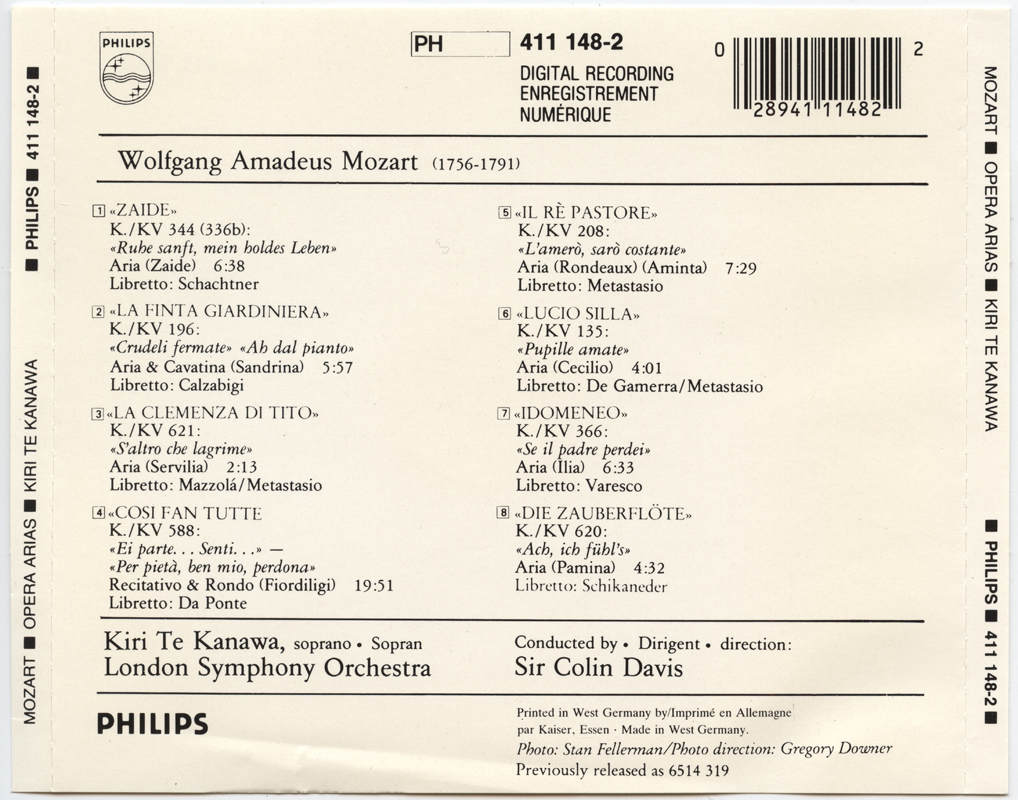 PHILIPS
PH
411 148-2
DIGITAL RECORDING
ENREGISTREMENT
NUMÉRIQUE
0 28941 11482 2
Wolfgang Amadeus Mozart (1756-1791)
1 «ZAIDE»
K./KV 344 (336b):
«Ruhe sanft, mein holdes Leben»
Aria (Zaide) 6:38
Libretto: Schachtner
2 «LA FINTA GIARDINIERA»
K./KV 196:
«Crudeli fermate» «Ah dal pianto»
Aria & Cavatina (Sandrina) 5:57
Libretto: Calzabigi
3 «LA CLEMENZA DI TITO»
K./KV 621:
«S'altro che lagrime»
Aria (Servilia) 2:13
Libretto: Mazzolá/Metastasio
4 «COSI FAN TUTTE
K./KV 588:
«Ei parte... Senti...» —
«Per pietà, ben mio, perdona»
Recitativo & Rondo (Fiordiligi) 19:51
Libretto: Da Ponte
5 «IL RÈ PASTORE»
K./KV 208:
«L'amerò, sarò costante»
Aria (Rondeaux) (Aminta) 7:29
Libretto: Metastasio
6 «LUCIO SILLA»
K./KV 135:
«Pupille amate»
Aria (Cecilio) 4:01
Libretto: De Gamerra/Metastasio
7 «IDOMENEO»
K./KV 366:
«Se il padre perdei»
Aria (Ilia) 6:33
Libretto: Varesco
8 «DIE ZAUBERFLÖTE»
K./KV 620:
«Ach, ich fühl's»
Aria (Pamina) 4:32
Libretto: Schikaneder
Kiri Te Kanawa, soprano • Sopran
London Symphony Orchestra
Conducted by • Dirigent • direction:
Sir Colin Davis
PHILIPS
Printed in West Germany by/Imprimé en Allemagne
par Kaiser, Essen · Made in West Germany.
Photo: Stan Fellerman/Photo direction: Gregory Downer
Previously released as 6514 319
MOZART ■ OPERA ARIAS ■ KIRI TE KANAWA ■ PHILIPS ■ 411 148-2 ■
MOZART ■ OPERA ARIAS ■ KIRI TE KANAWA ■ PHILIPS ■ 411 148-2 ■